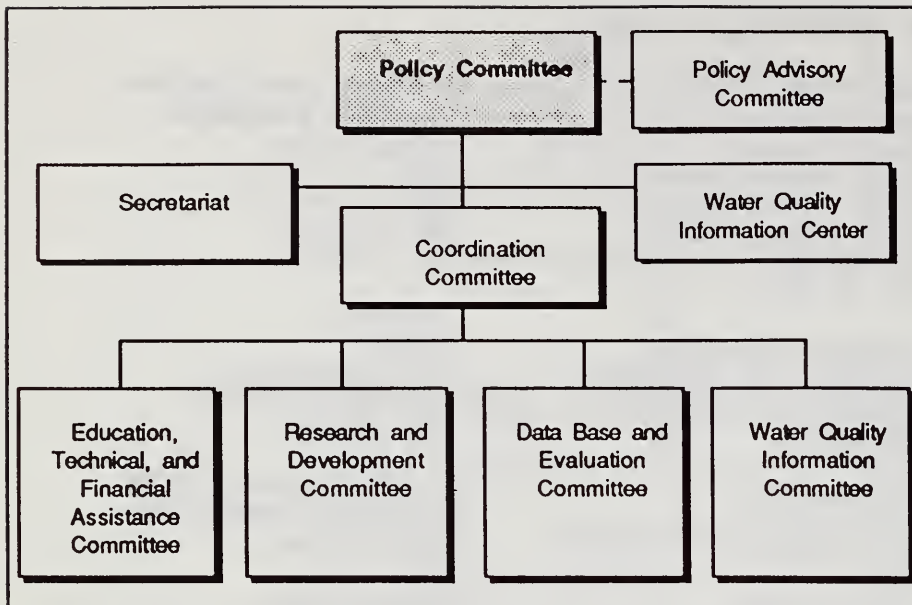 Policy Committee
Policy Advisory
Committee
Secretariat
Water Quality
Information Center
Coordination
Committee
Education,
Technical, and
Financial
Assistance
Committee
Research and
Development
Committee
Data Base and
Evaluation
Committee
Water Quality
Information
Committee